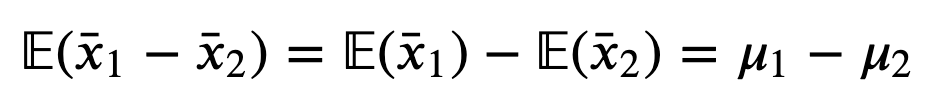 𝔼(x̄₁ − x̄₂) = 𝔼(x̄₁) − 𝔼(x̄₂) = μ₁ − μ₂